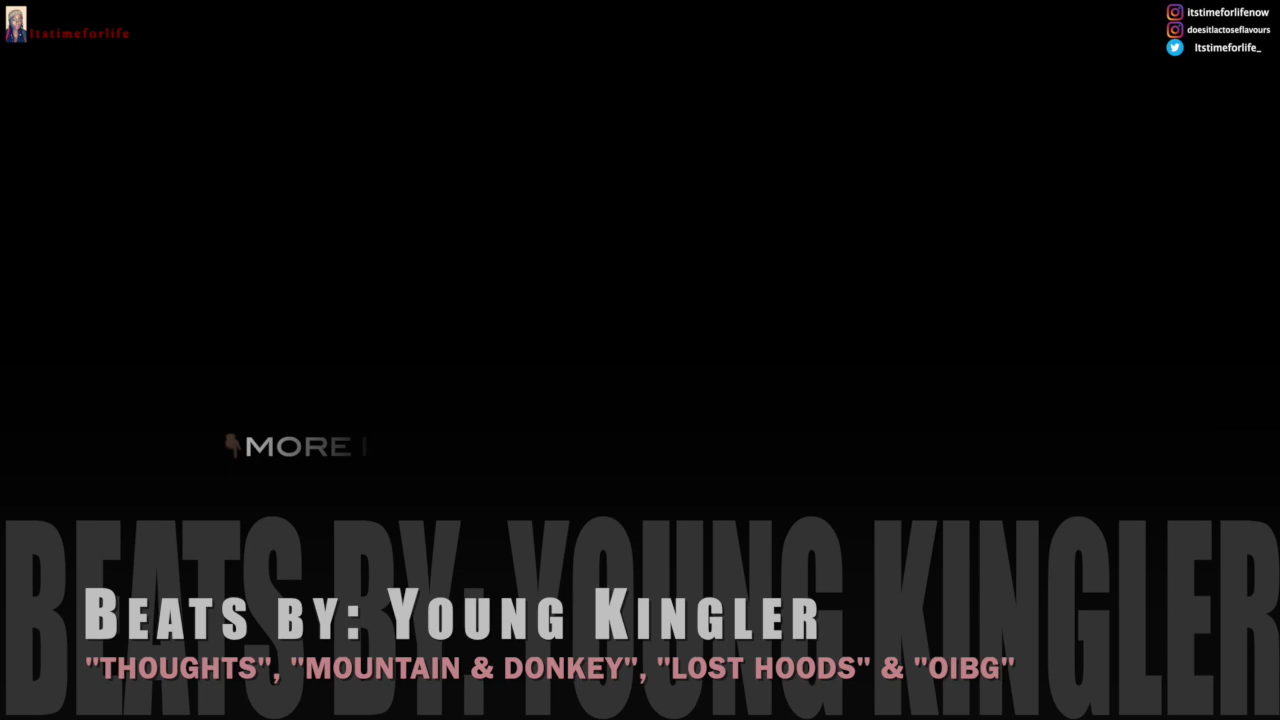 Itstimeforlife
itstimeforlifenow
doesitlactoseflavours
Itstimeforlife_
👇🏿MORE
BEATS BY: YOUNG KINGLER
BEATS BY: YOUNG KINGLER
"THOUGHTS", "MOUNTAIN & DONKEY", "LOST HOODS" & "OIBG"